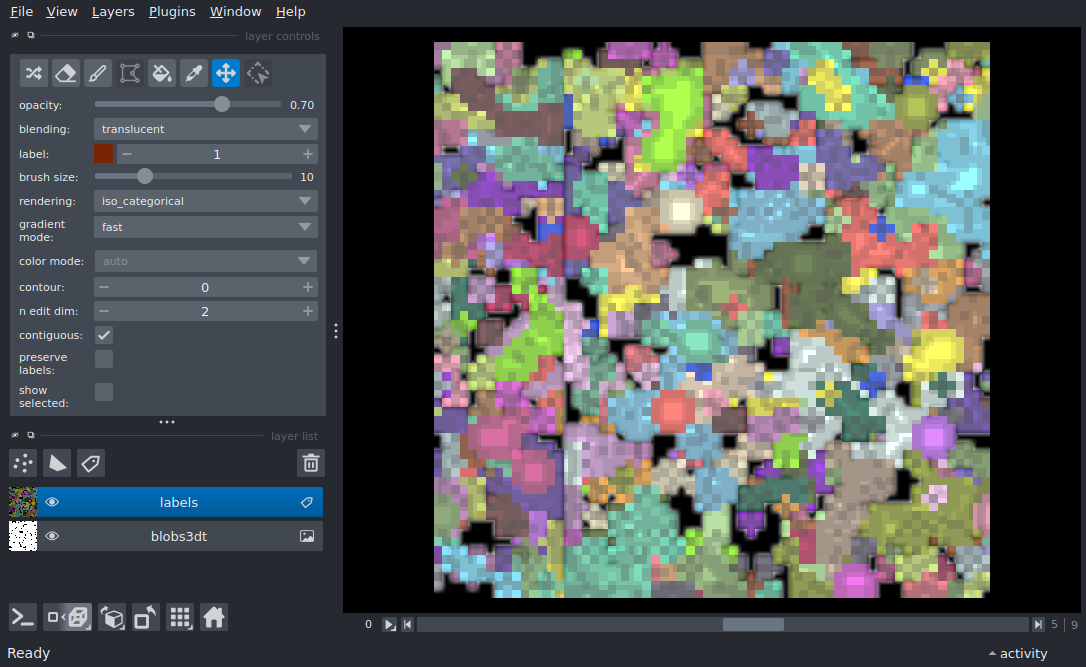 File View Layers Plugins Window Help
layer controls
opacity: 0.70
blending: translucent
label: 1
brush size: 10
rendering: iso_categorical
gradient
mode: fast
color mode: auto
contour: 0
n edit dim: 2
contiguous:
preserve
labels:
show
selected:
layer list
labels
blobs3dt
0 5 | 9
Ready activity